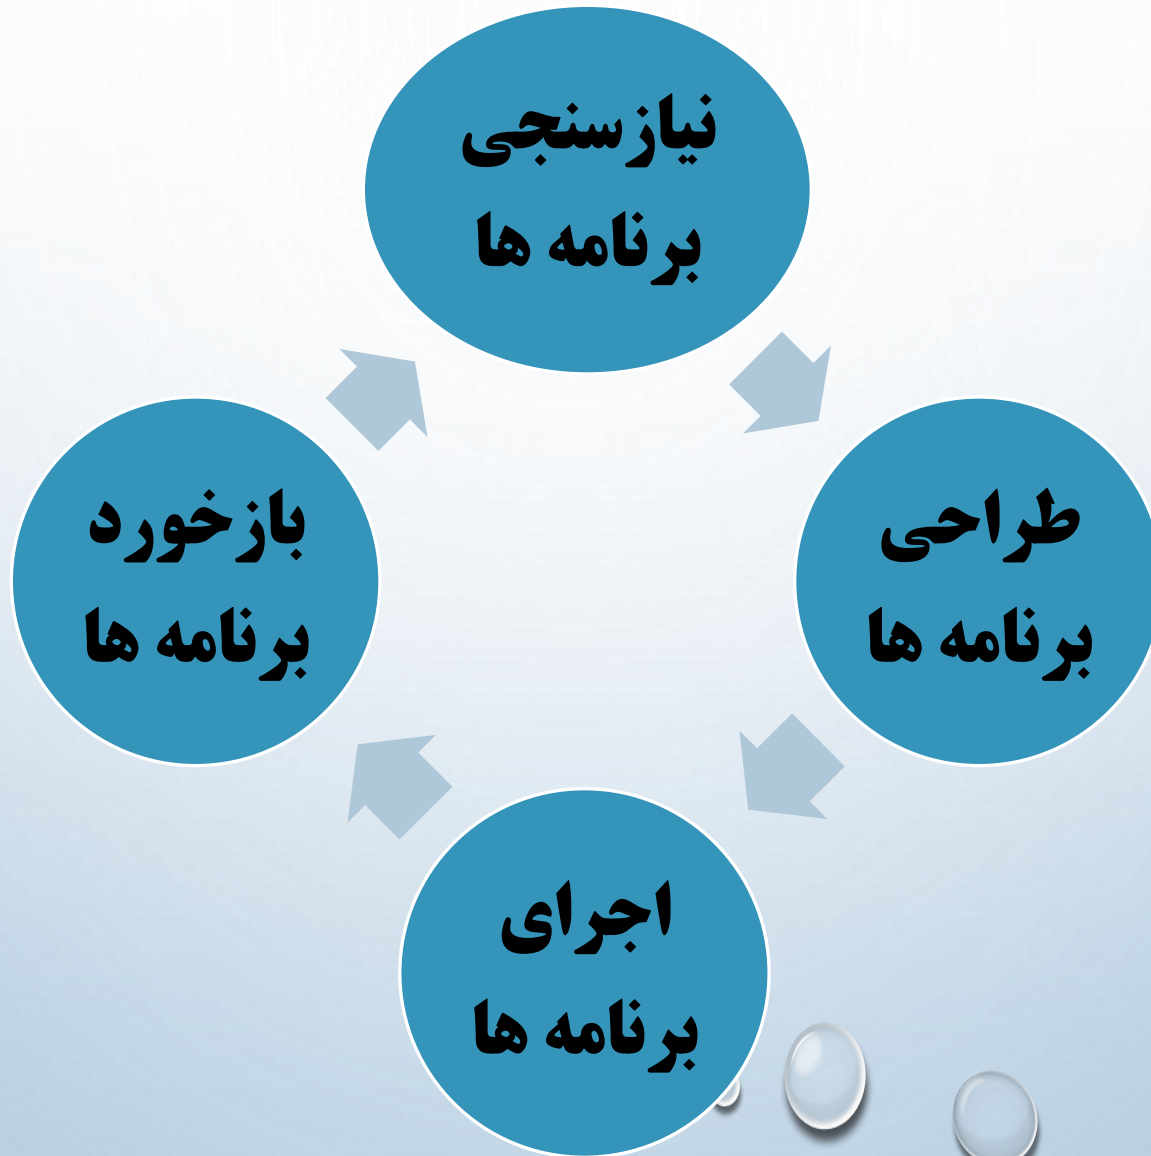 نیازسنجی
برنامه ها
طراحی
برنامه ها
اجرای
برنامه ها
بازخورد
برنامه ها